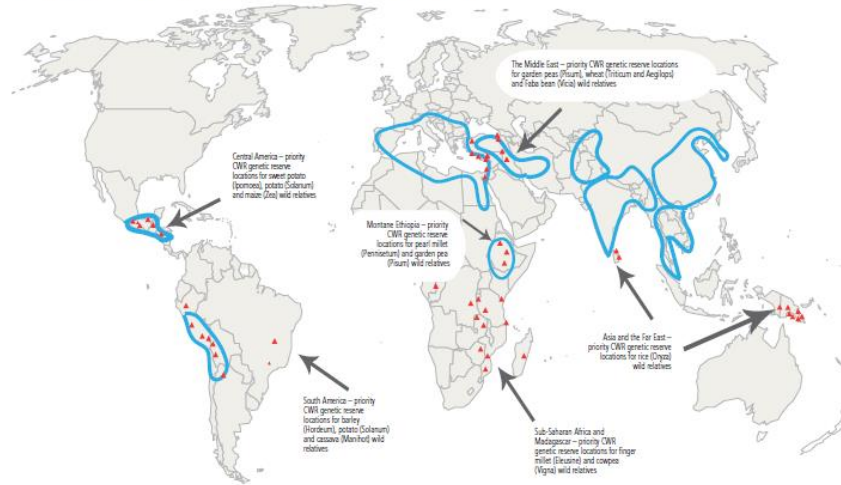 The Middle East – priority CWR genetic reserve locations
for garden peas (Pisum), wheat (Triticum and Aegilops)
and Faba bean (Vicia) wild relatives
Central America – priority
CWR genetic reserve
locations for sweet potato
(Ipomoea), potato (Solanum)
and maize (Zea) wild relatives
Montane Ethiopia – priority
CWR genetic reserve
locations for pearl millet
(Pennisetum) and garden pea
(Pisum) wild relatives
Asia and the Far East –
priority CWR genetic reserve
locations for rice (Oryza)
wild relatives
South America – priority
CWR genetic reserve
locations for barley
(Hordeum), potato (Solanum)
and cassava (Manihot) wild
relatives
Sub-Saharan Africa and
Madagascar – priority CWR
genetic reserve locations for Finger
millet (Eleusine) and cowpea
(Vigna) wild relatives